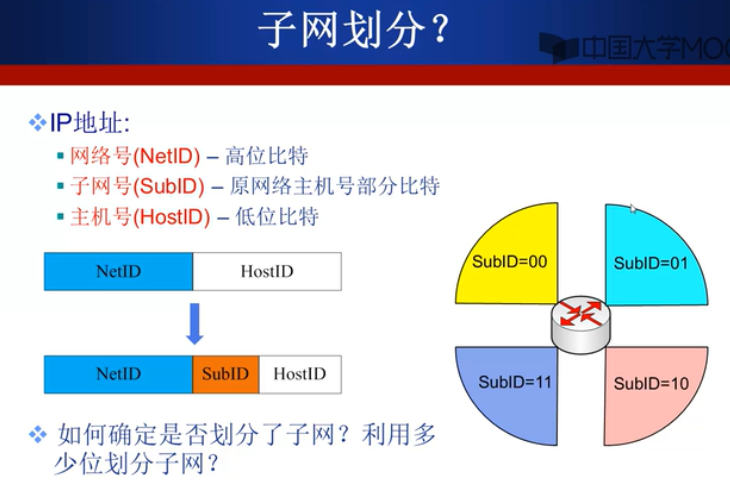 子网划分？
中国大学MOO
IP地址:
网络号(NetID) – 高位比特
子网号(SubID) – 原网络主机号部分比特
主机号(HostID) – 低位比特
NetID HostID
NetID SubID HostID
SubID=00 SubID=01
SubID=11 SubID=10
如何确定是否划分了子网？利用多
少位划分子网？